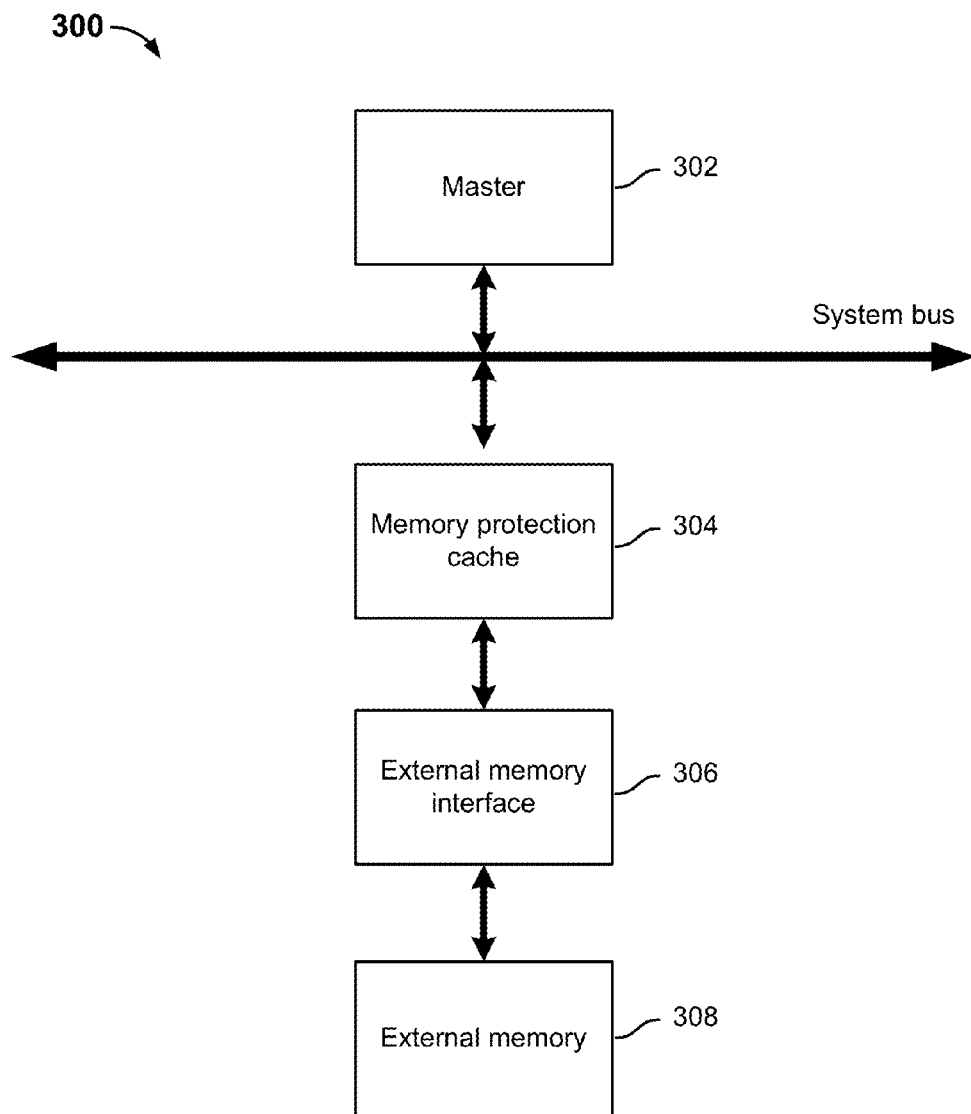 300
Master
302
System bus
Memory protection
cache
304
External memory
interface
306
External memory
308